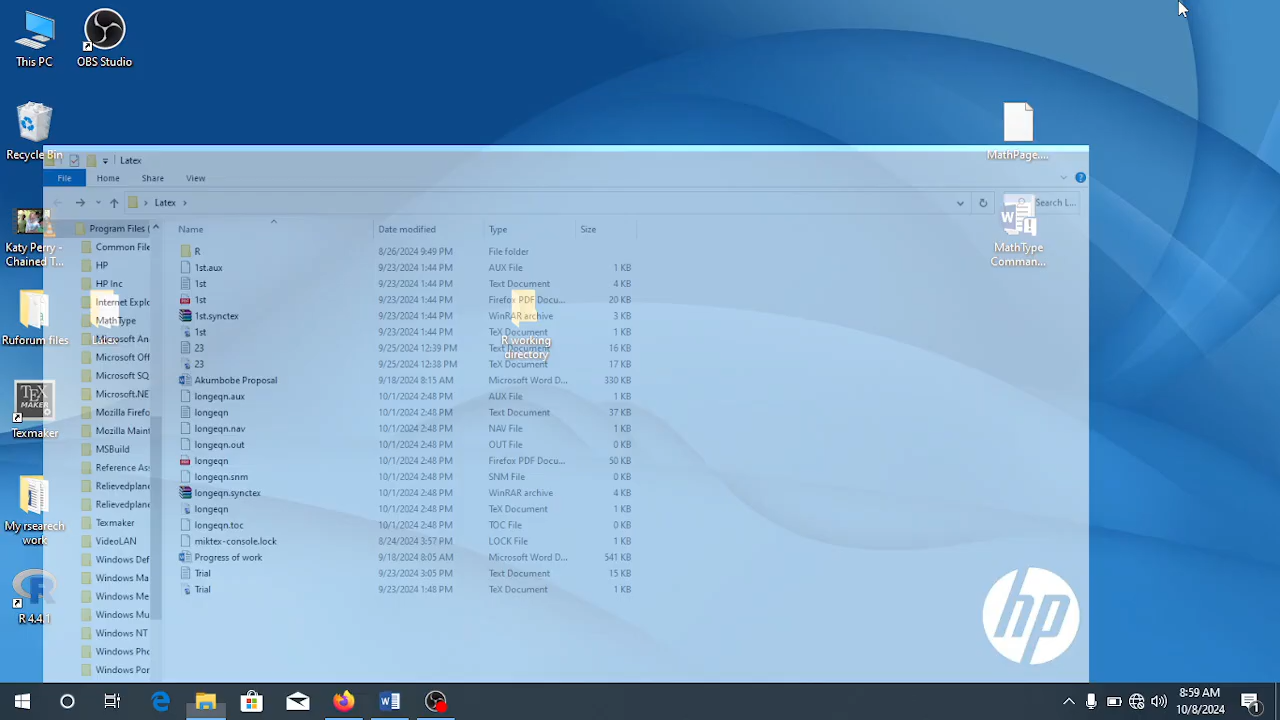 This PC
OBS Studio
Recycle Bin
Katy Perry -
Chained T...
Ruforum files
Latex
Texmaker
My rsearech
work
R 4.4.1
R working
directory
MathPage....
MathType
Comman...
Latex
File
Home
Share
View
Latex
Search L...
Program Files (
Common File
HP
HP Inc
Internet Explo
MathType
Microsoft An
Microsoft Off
Microsoft SQ
Microsoft.NE
Mozilla Firefo
Mozilla Maint
MSBuild
Reference Ass
Relievedplane
Relievedplane
Texmaker
VideoLAN
Windows Def
Windows Ma
Windows Me
Windows Mu
Windows NT
Windows Pho
Windows Por
Name Date modified Type Size
R 8/26/2024 9:49 PM File folder
1st.aux 9/23/2024 1:44 PM AUX File 1 KB
1st 9/23/2024 1:44 PM Text Document 4 KB
1st 9/23/2024 1:44 PM Firefox PDF Docu... 20 KB
1st.synctex 9/23/2024 1:44 PM WinRAR archive 3 KB
1st 9/23/2024 1:44 PM TeX Document 1 KB
23 9/25/2024 12:39 PM Text Document 16 KB
23 9/25/2024 12:38 PM TeX Document 17 KB
Akumbobe Proposal 9/18/2024 8:15 AM Microsoft Word D... 330 KB
longeqn.aux 10/1/2024 2:48 PM AUX File 1 KB
longeqn 10/1/2024 2:48 PM Text Document 37 KB
longeqn.nav 10/1/2024 2:48 PM NAV File 1 KB
longeqn.out 10/1/2024 2:48 PM OUT File 0 KB
longeqn 10/1/2024 2:48 PM Firefox PDF Docu... 50 KB
longeqn.snm 10/1/2024 2:48 PM SNM File 0 KB
longeqn.synctex 10/1/2024 2:48 PM WinRAR archive 4 KB
longeqn 10/1/2024 2:48 PM TeX Document 1 KB
longeqn.toc 10/1/2024 2:48 PM TOC File 0 KB
miktex-console.lock 8/24/2024 3:57 PM LOCK File 1 KB
Progress of work 9/18/2024 8:05 AM Microsoft Word D... 541 KB
Trial 9/23/2024 3:05 PM Text Document 15 KB
Trial 9/23/2024 1:48 PM TeX Document 1 KB
hp
8:59 AM
10/8/2024